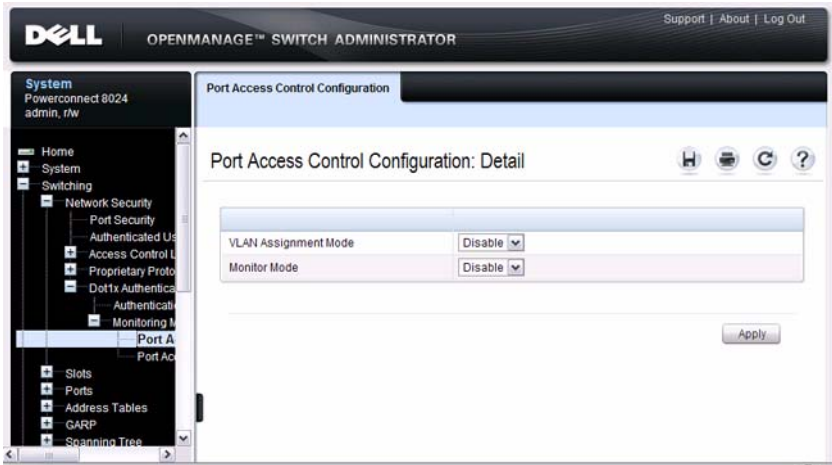 DELL
OPENMANAGE™ SWITCH ADMINISTRATOR
Support | About | Log Out
System
Powerconnect 8024
admin, r/w
Home
System
Switching
Network Security
Port Security
Authenticated Us
Access Control L
Proprietary Proto
Dot1x Authentica
Authenticati
Monitoring M
Port A
Port Ac
Slots
Ports
Address Tables
GARP
Spanning Tree
Port Access Control Configuration
Port Access Control Configuration: Detail
VLAN Assignment Mode Disable
Monitor Mode Disable
Apply